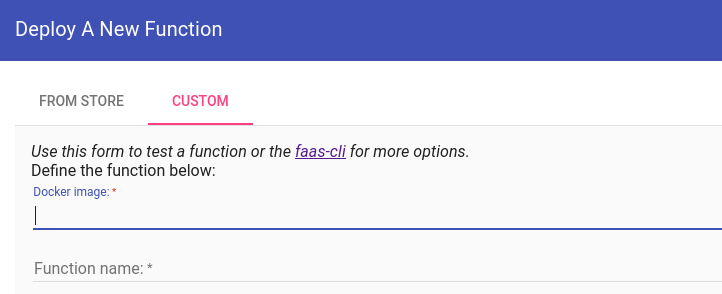 Deploy A New Function
FROM STORE CUSTOM
Use this form to test a function or the faas-cli for more options.
Define the function below:
Docker image: *
Function name: *